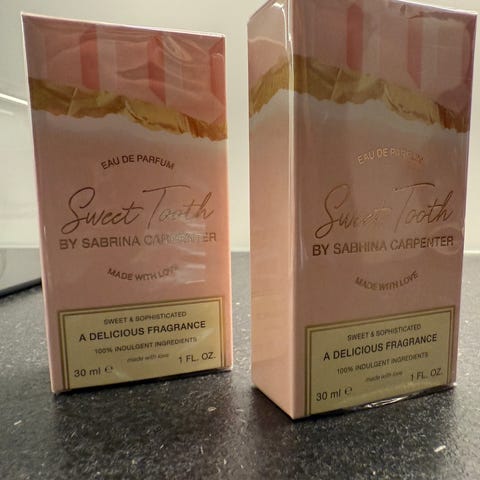 EAU DE PARFUM
Sweet Tooth
BY SABRINA CARPENTER
MADE WITH LOVE
SWEET & SOPHISTICATED
A DELICIOUS FRAGRANCE
100% INDULGENT INGREDIENTS
made with love
30 ml ℮ 1 FL. OZ.
EAU DE PARFUM
Sweet Tooth
BY SABRINA CARPENTER
MADE WITH LOVE
SWEET & SOPHISTICATED
A DELICIOUS FRAGRANCE
100% INDULGENT INGREDIENTS
made with love
30 ml ℮ 1 FL. OZ.